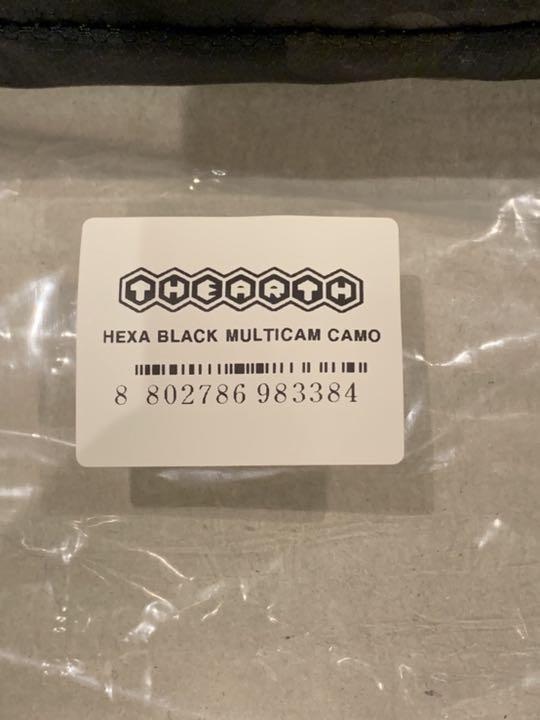 THEARTH
HEXA BLACK MULTICAM CAMO
8 802786 983384